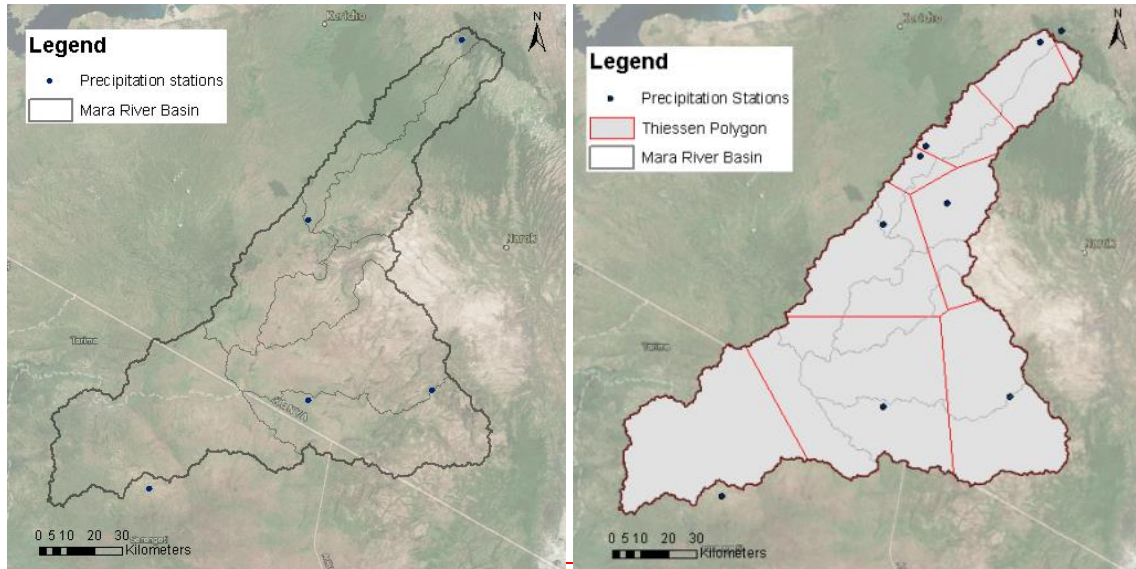 Kericho
N
Legend
Precipitation stations
Mara River Basin
Narok
Tarime
KENYA
0 5 10 20 30
Kilometers
Kericho
N
Legend
Precipitation Stations
Thiessen Polygon
Mara River Basin
Narok
Tarime
0 5 10 20 30
Kilometers